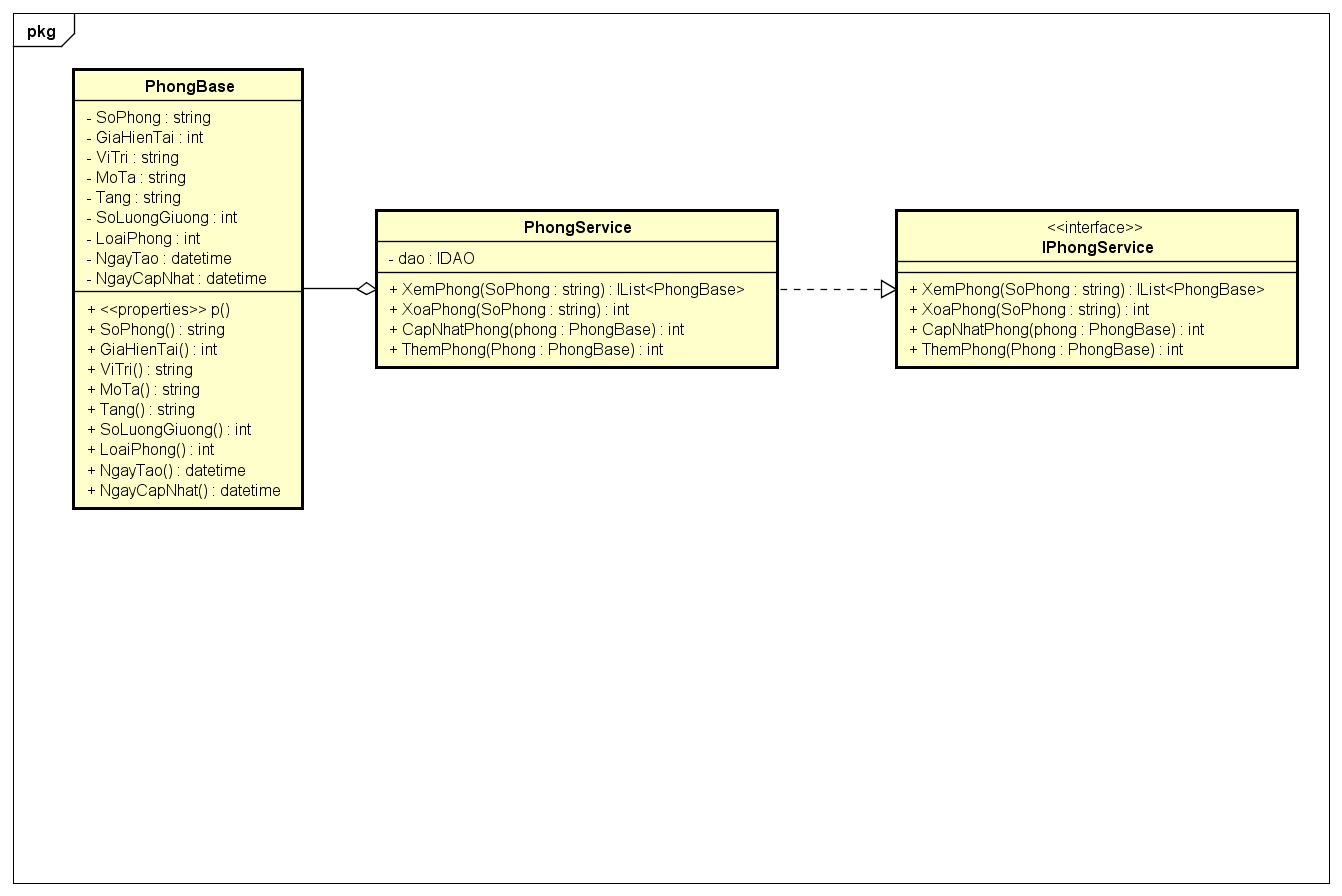 pkg
PhongBase
- SoPhong : string
- GiaHienTai : int
- ViTri : string
- MoTa : string
- Tang : string
- SoLuongGiuong : int
- LoaiPhong : int
- NgayTao : datetime
- NgayCapNhat : datetime
+ <<properties>> p()
+ SoPhong() : string
+ GiaHienTai() : int
+ ViTri() : string
+ MoTa() : string
+ Tang() : string
+ SoLuongGiuong() : int
+ LoaiPhong() : int
+ NgayTao() : datetime
+ NgayCapNhat() : datetime
PhongService
- dao : IDAO
+ XemPhong(SoPhong : string) : IList<PhongBase>
+ XoaPhong(SoPhong : string) : int
+ CapNhatPhong(phong : PhongBase) : int
+ ThemPhong(Phong : PhongBase) : int
<<interface>>
IPhongService
+ XemPhong(SoPhong : string) : IList<PhongBase>
+ XoaPhong(SoPhong : string) : int
+ CapNhatPhong(phong : PhongBase) : int
+ ThemPhong(Phong : PhongBase) : int